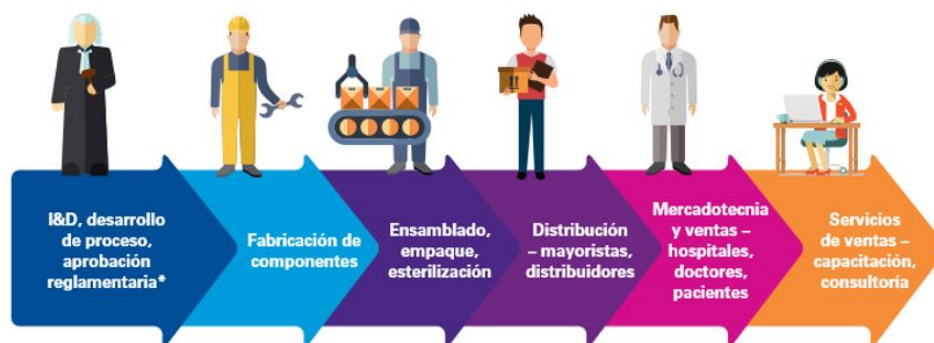 I&D, desarrollo
de proceso,
aprobación
reglamentaria*
Fabricación de
componentes
Ensamblado,
empaque,
esterilización
Distribución
– mayoristas,
distribuidores
Mercadotecnia
y ventas –
hospitales,
doctores,
pacientes
Servicios
de ventas –
capacitación,
consultoría